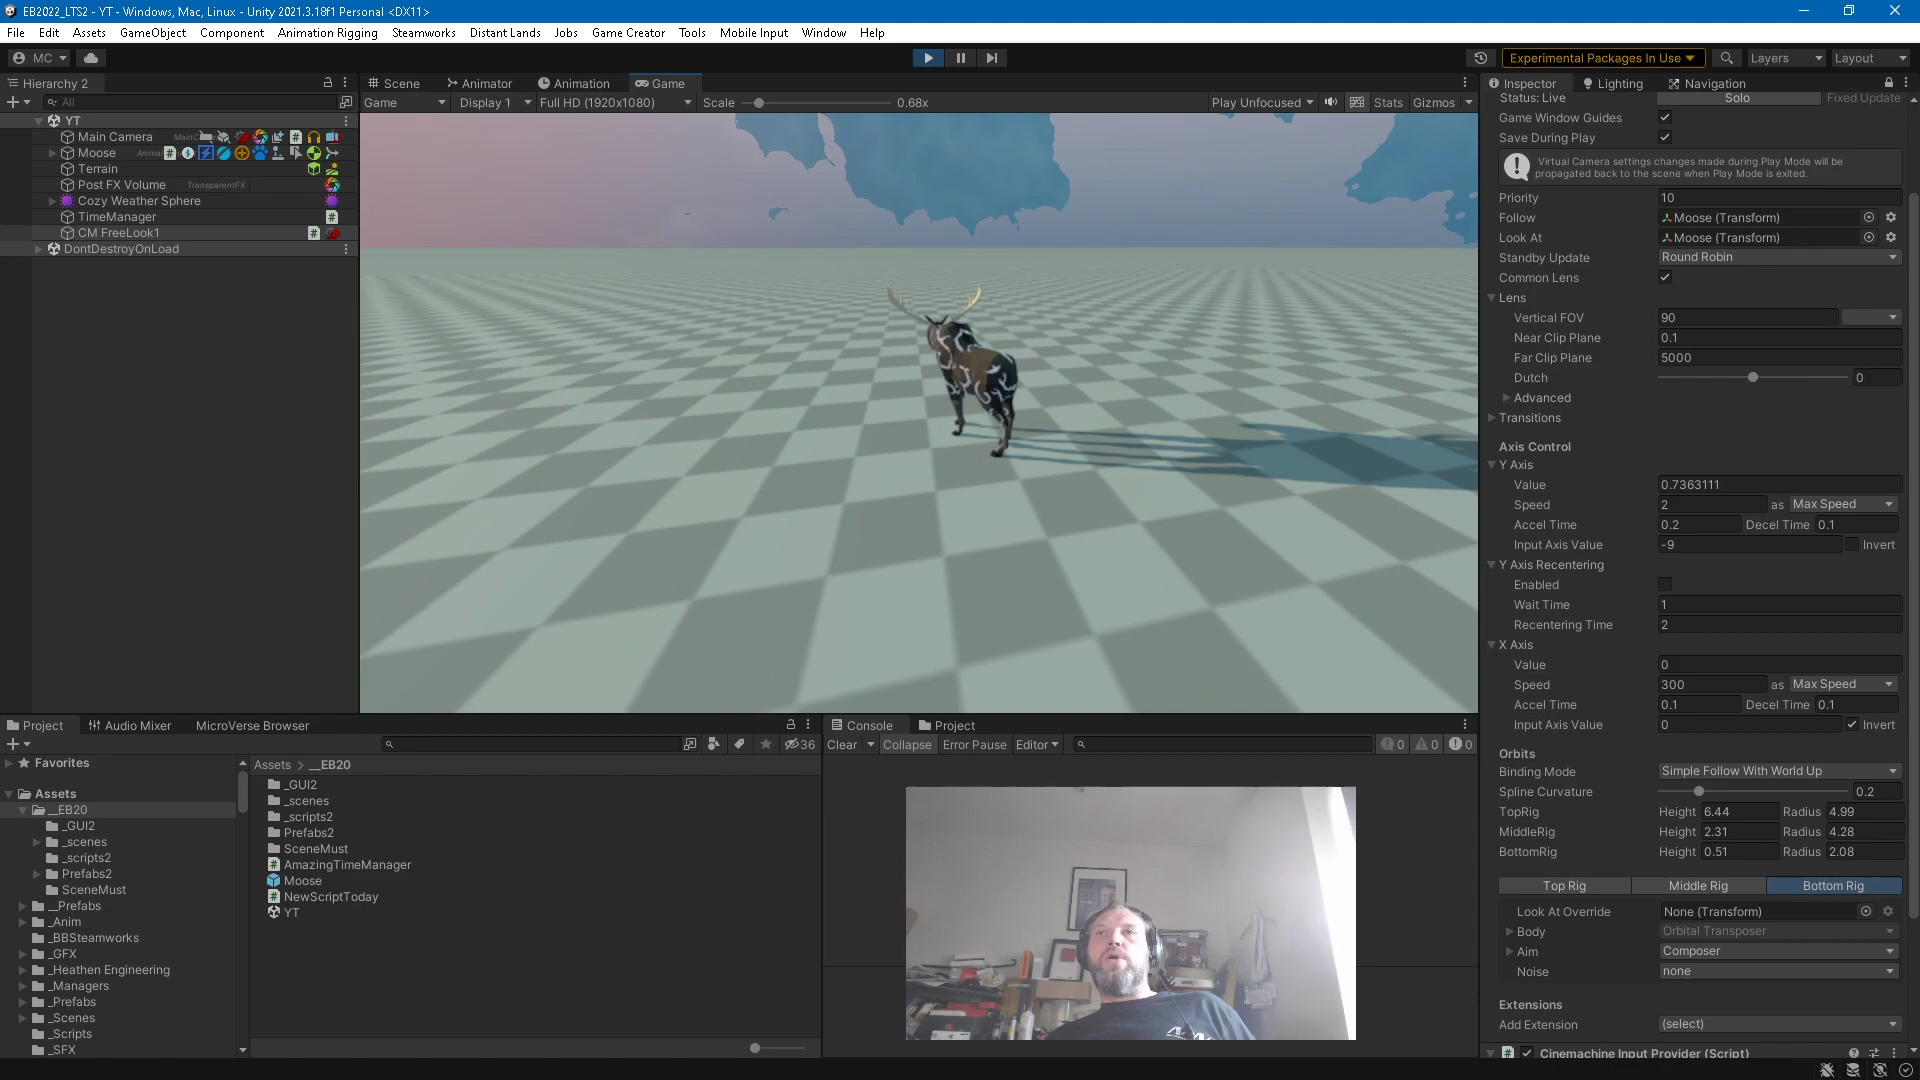 EB2022_LTS2 - YT - Windows, Mac, Linux - Unity 2021.3.18f1 Personal <DX11>
File Edit Assets GameObject Component Animation Rigging Steamworks Distant Lands Jobs Game Creator Tools Mobile Input Window Help
MC Experimental Packages In Use Layers Layout
Hierarchy 2
All
YT
Main Camera
Moose
Terrain
Post FX Volume TransparentFX
Cozy Weather Sphere
TimeManager
CM FreeLook1
DontDestroyOnLoad
Scene Animator Animation Game
Game Display 1 Full HD (1920x1080) Scale 0.68x Play Unfocused Stats Gizmos
Inspector Lighting Navigation
Status: Live Solo Fixed Update
Game Window Guides
Save During Play
Virtual Camera settings changes made during Play Mode will be
propagated back to the scene when Play Mode is exited.
Priority 10
Follow Moose (Transform)
Look At Moose (Transform)
Standby Update Round Robin
Common Lens
Lens
Vertical FOV 90
Near Clip Plane 0.1
Far Clip Plane 5000
Dutch 0
Advanced
Transitions
Axis Control
Y Axis
Value 0.7363111
Speed 2 as Max Speed
Accel Time 0.2 Decel Time 0.1
Input Axis Value -9 Invert
Y Axis Recentering
Enabled
Wait Time 1
Recentering Time 2
X Axis
Value 0
Speed 300 as Max Speed
Accel Time 0.1 Decel Time 0.1
Input Axis Value 0 Invert
Orbits
Binding Mode Simple Follow With World Up
Spline Curvature 0.2
TopRig Height 6.44 Radius 4.99
MiddleRig Height 2.31 Radius 4.28
BottomRig Height 0.51 Radius 2.08
Top Rig Middle Rig Bottom Rig
Look At Override None (Transform)
Body Orbital Transposer
Aim Composer
Noise none
Extensions
Add Extension (select)
Cinemachine Input Provider (Script)
Project Audio Mixer MicroVerse Browser
36
Favorites
Assets
__EB20
_GUI2
_scenes
_scripts2
Prefabs2
SceneMust
__Prefabs
_Anim
_BBSteamworks
_GFX
_Heathen Engineering
_Managers
_Prefabs
_Scenes
_Scripts
_SFX
Assets > __EB20
_GUI2
_scenes
_scripts2
Prefabs2
SceneMust
AmazingTimeManager
Moose
NewScriptToday
YT
Console Project
Clear Collapse Error Pause Editor 0 0 0